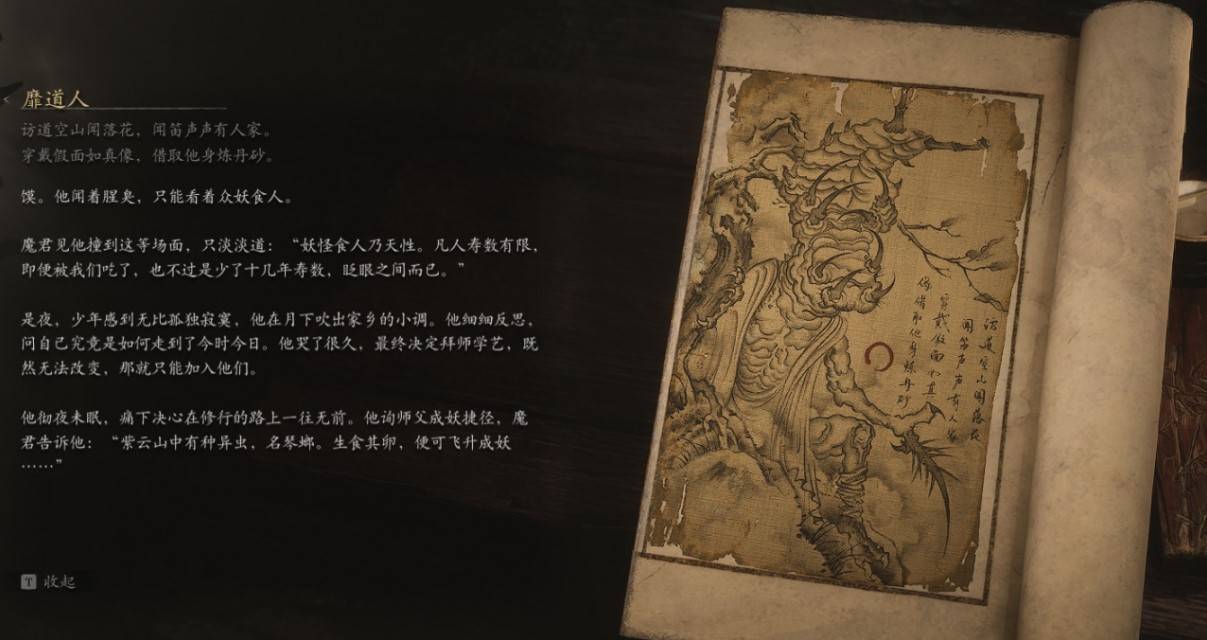 靡道人
访道空山闻落花，闻笛声声有人家。
穿戴假面如真像，借取他身炼丹砂。
馍。他闻着腥臭，只能看着众妖食人。
魔君见他撞到这等场面，只淡淡道：“妖怪食人乃天性。凡人寿数有限，
即便被我们吃了，也不过是少了十几年寿数，眨眼之间而已。”
是夜，少年感到无比孤独寂寞，他在月下吹出家乡的小调。他细细反思，
问自己究竟是如何走到了今时今日。他哭了很久，最终决定拜师学艺，既
然无法改变，那就只能加入他们。
他彻夜未眠，痛下决心在修行的路上一往无前。他询师父成妖捷径，魔
君告诉他：“紫云山中有种异虫，名琴螂。生食其卵，便可飞升成妖
……”
T 收起
访道空山闻落花
闻笛声声有人家
穿戴假面如真
像借取他身炼丹砂